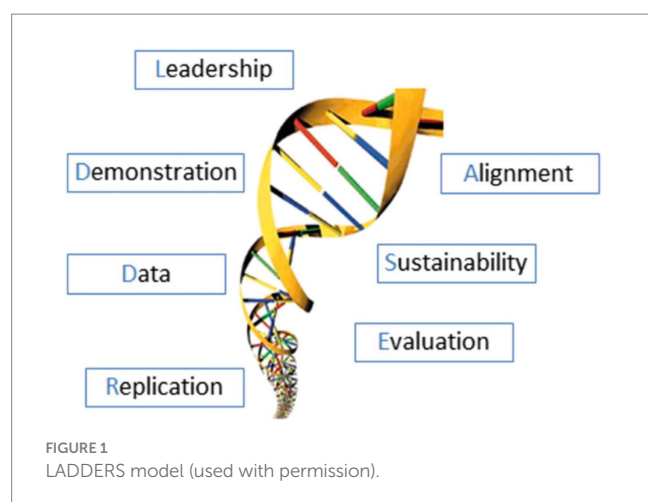 Leadership
Demonstration
Alignment
Data
Sustainability
Evaluation
Replication
FIGURE 1
LADDERS model (used with permission).